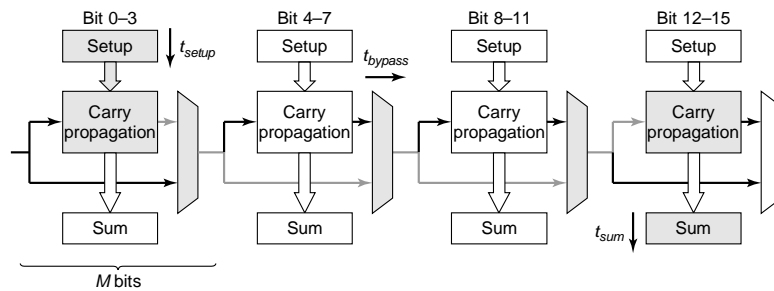 Bit 0–3
Bit 4–7
Bit 8–11
Bit 12–15
Setup
t_setup
Setup
t_bypass
Setup
Setup
Carry
propagation
Carry
propagation
Carry
propagation
Carry
propagation
Sum
Sum
Sum
t_sum
Sum
M bits